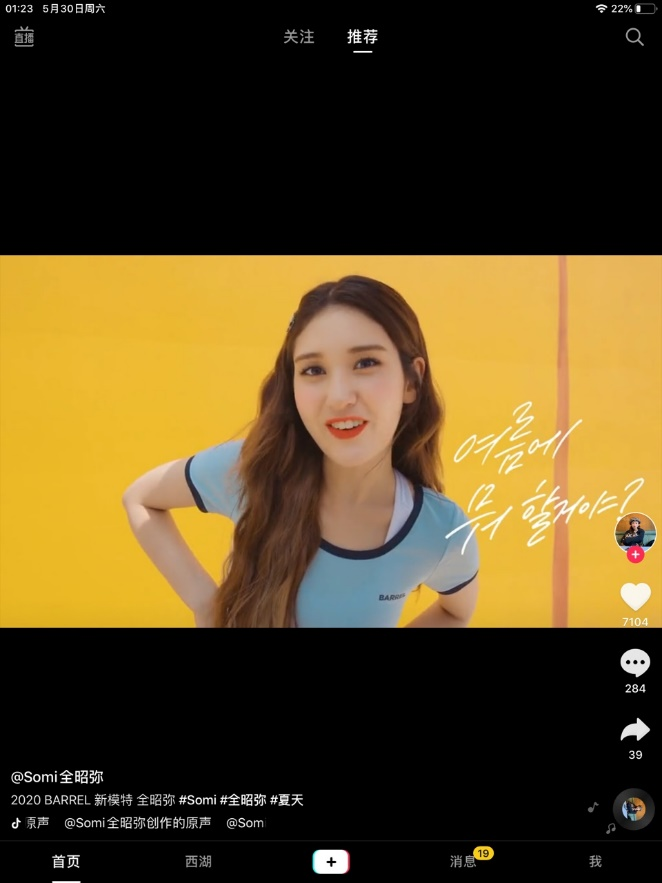 01:23 5月30日周六
22%
直播
关注 推荐
여름에
뭐 할거야?
BARREL
7104
284
39
@Somi全昭弥
2020 BARREL 新模特 全昭弥 #Somi #全昭弥 #夏天
原声 @Somi全昭弥创作的原声 @Som
首页 西湖 + 消息 19 我